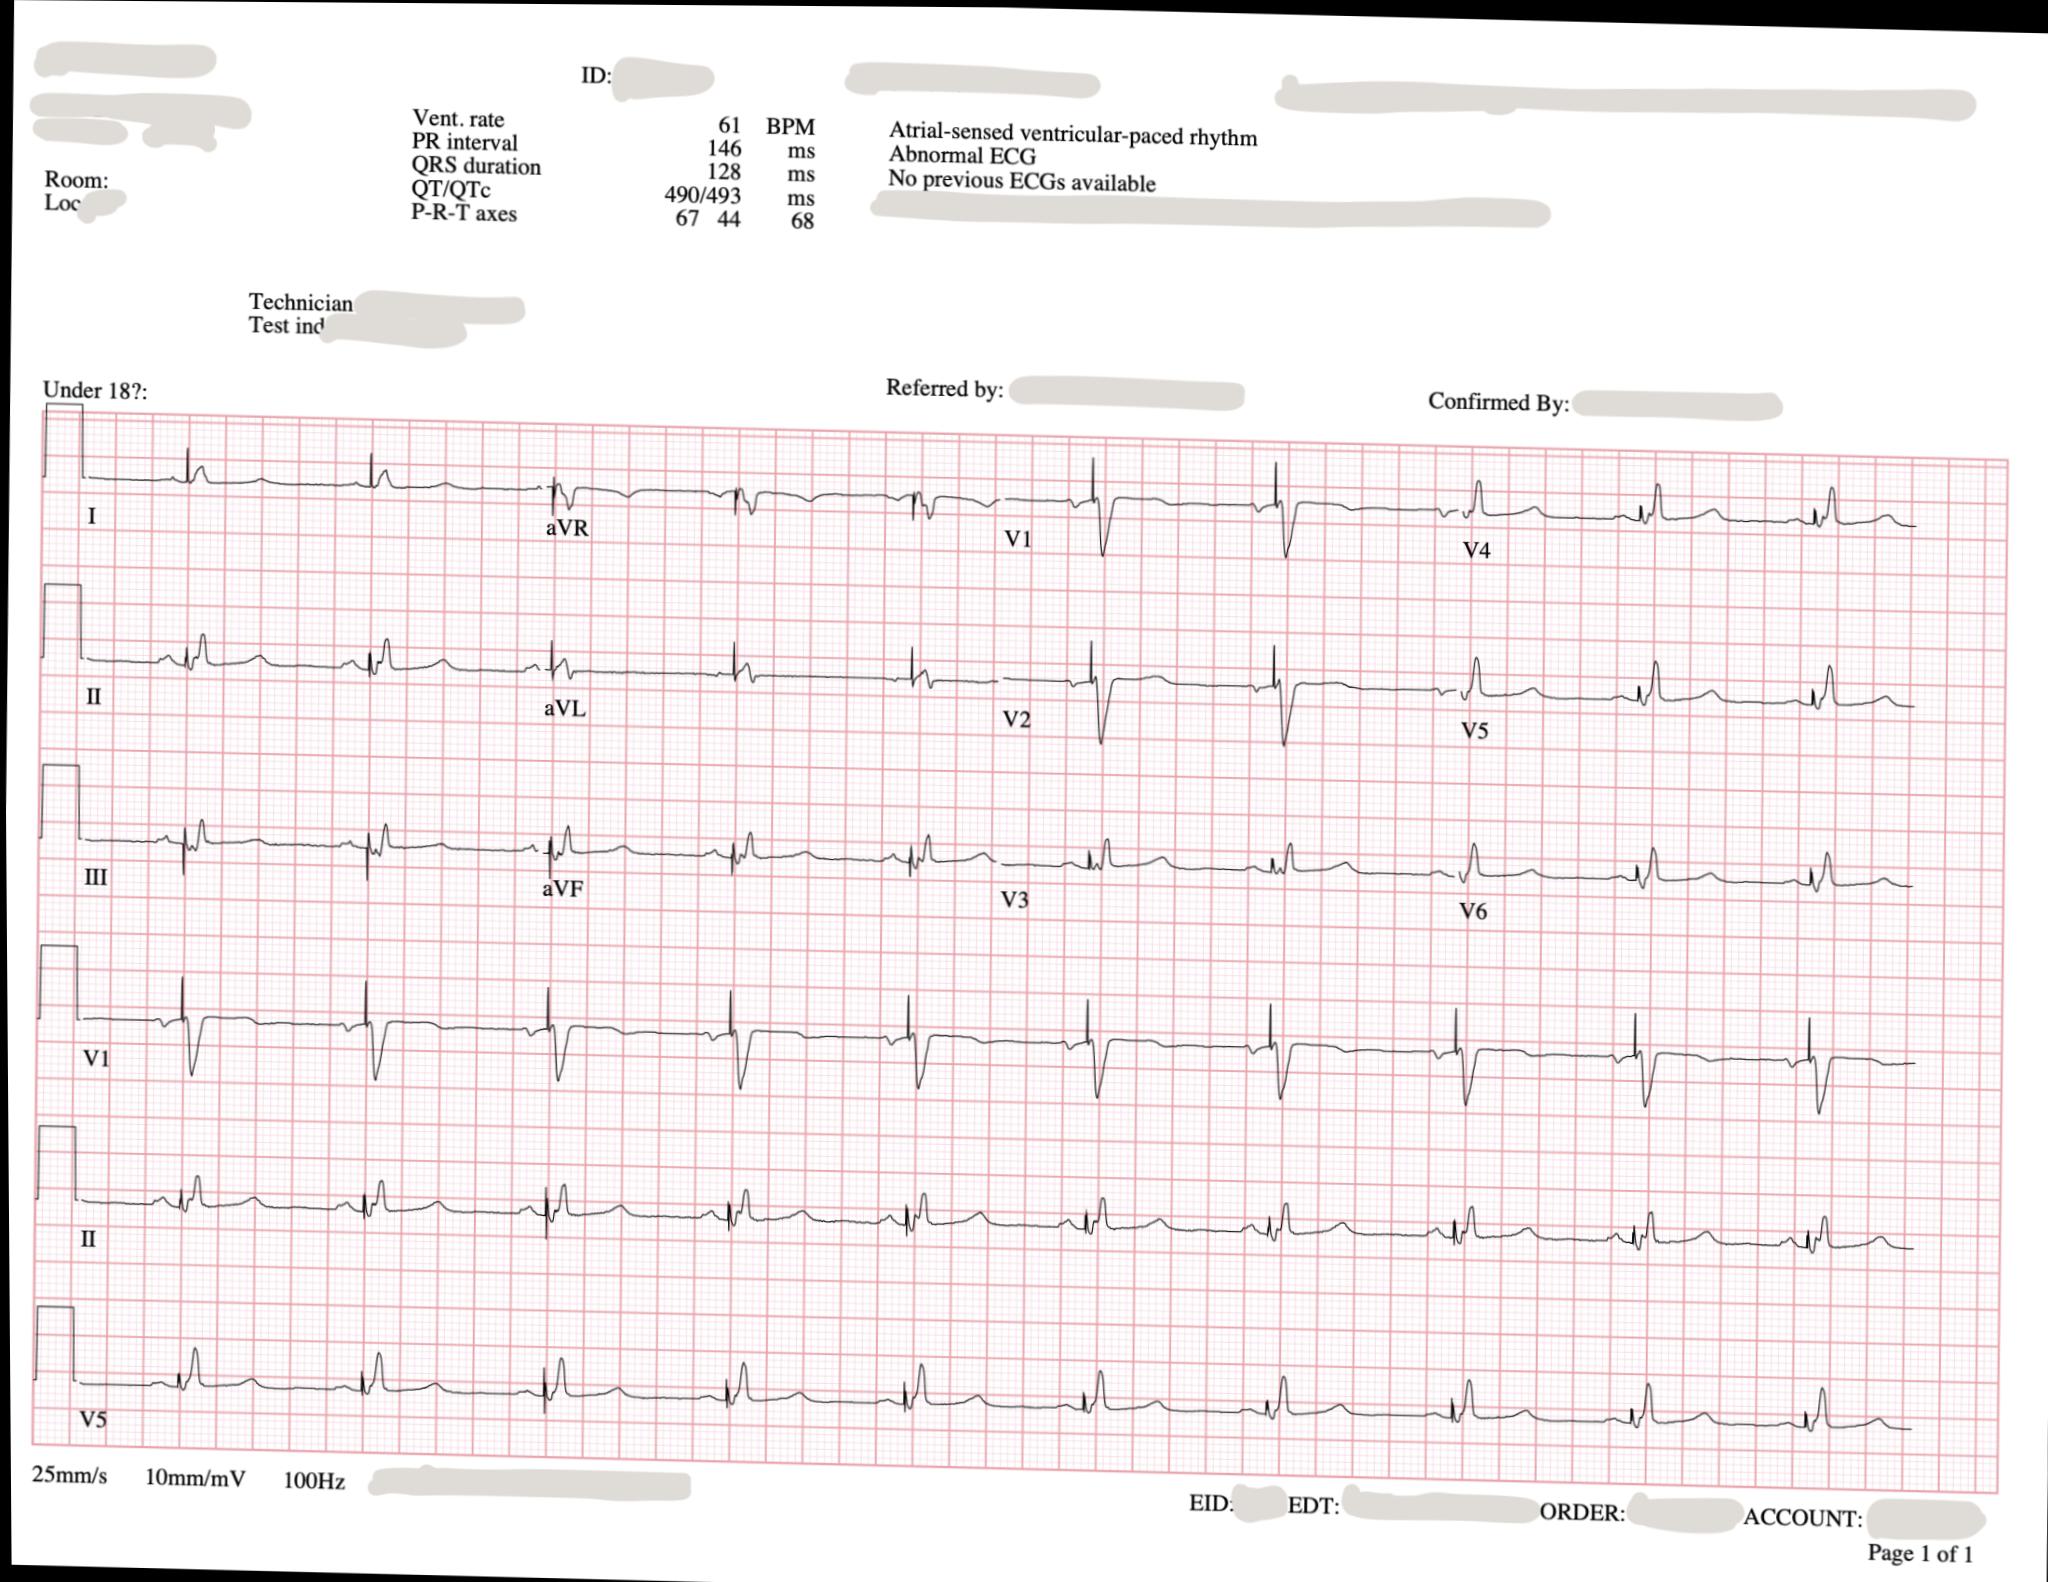 ID:
Vent. rate 61 BPM
PR interval 146 ms
QRS duration 128 ms
QT/QTc 490/493 ms
P-R-T axes 67 44 68
Atrial-sensed ventricular-paced rhythm
Abnormal ECG
No previous ECGs available
Room:
Loc
Technician
Test ind
Under 18?:
Referred by:
Confirmed By:
I
aVR
V1
V4
II
aVL
V2
V5
III
aVF
V3
V6
V1
II
V5
25mm/s 10mm/mV 100Hz
EID: EDT: ORDER: ACCOUNT:
Page 1 of 1